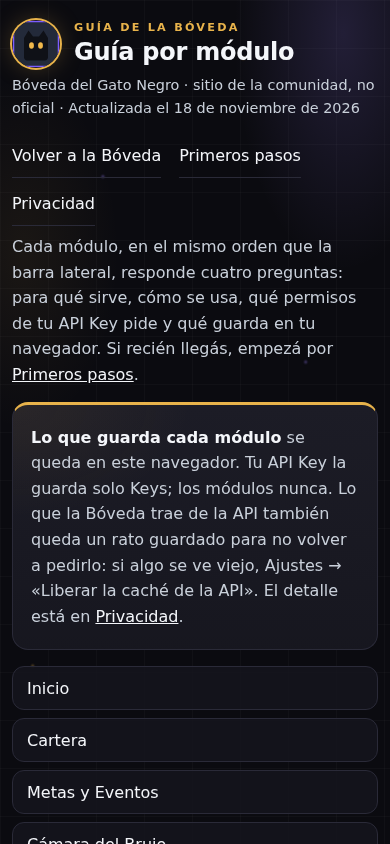 GUÍA DE LA BÓVEDA
Guía por módulo
Bóveda del Gato Negro · sitio de la comunidad, no
oficial · Actualizada el 18 de noviembre de 2026
Volver a la Bóveda Primeros pasos
Privacidad
Cada módulo, en el mismo orden que la
barra lateral, responde cuatro preguntas:
para qué sirve, cómo se usa, qué permisos
de tu API Key pide y qué guarda en tu
navegador. Si recién llegás, empezá por
Primeros pasos.
Lo que guarda cada módulo se
queda en este navegador. Tu API Key la
guarda solo Keys; los módulos nunca. Lo
que la Bóveda trae de la API también
queda un rato guardado para no volver
a pedirlo: si algo se ve viejo, Ajustes →
«Liberar la caché de la API». El detalle
está en Privacidad.
Inicio
Cartera
Metas y Eventos
Cámara del Brujo